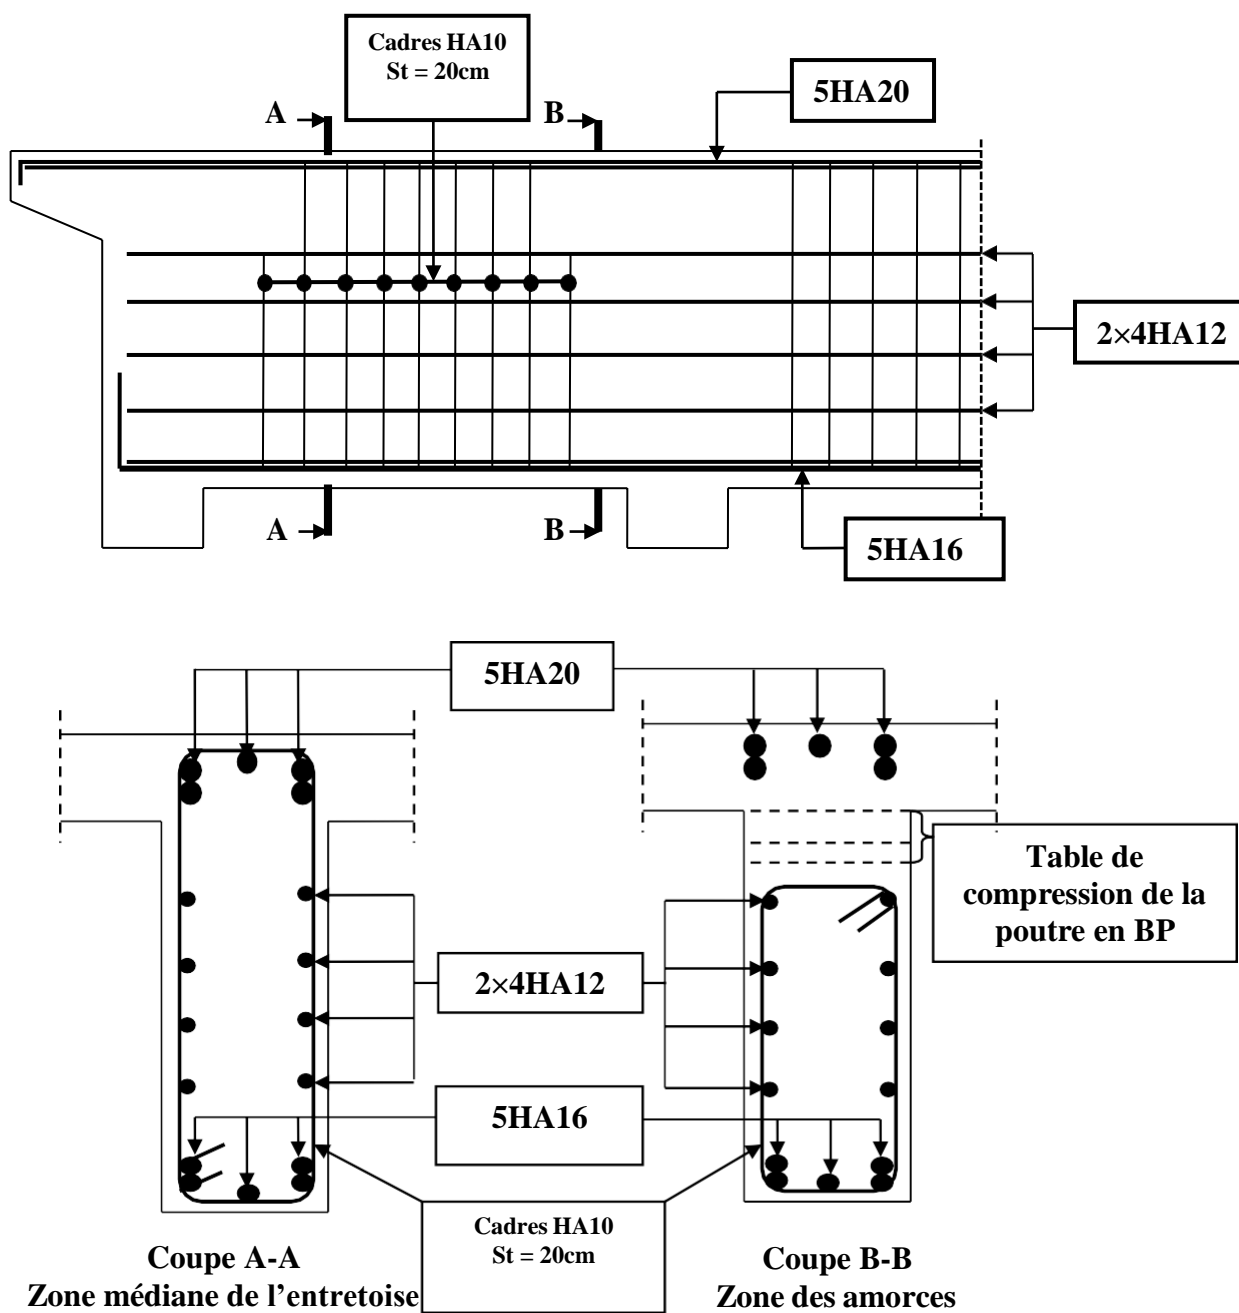 Cadres HA10
St = 20cm
5HA20
A
B
2×4HA12
A
B
5HA16
5HA20
Table de
compression de la
poutre en BP
2×4HA12
5HA16
Cadres HA10
St = 20cm
Coupe A-A
Zone médiane de l’entretoise
Coupe B-B
Zone des amorces